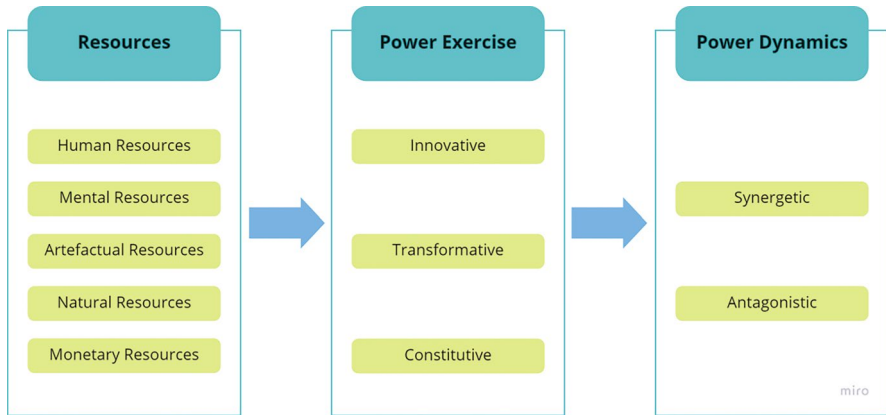 Resources
Human Resources
Mental Resources
Artefactual Resources
Natural Resources
Monetary Resources
Power Exercise
Innovative
Transformative
Constitutive
Power Dynamics
Synergetic
Antagonistic
miro